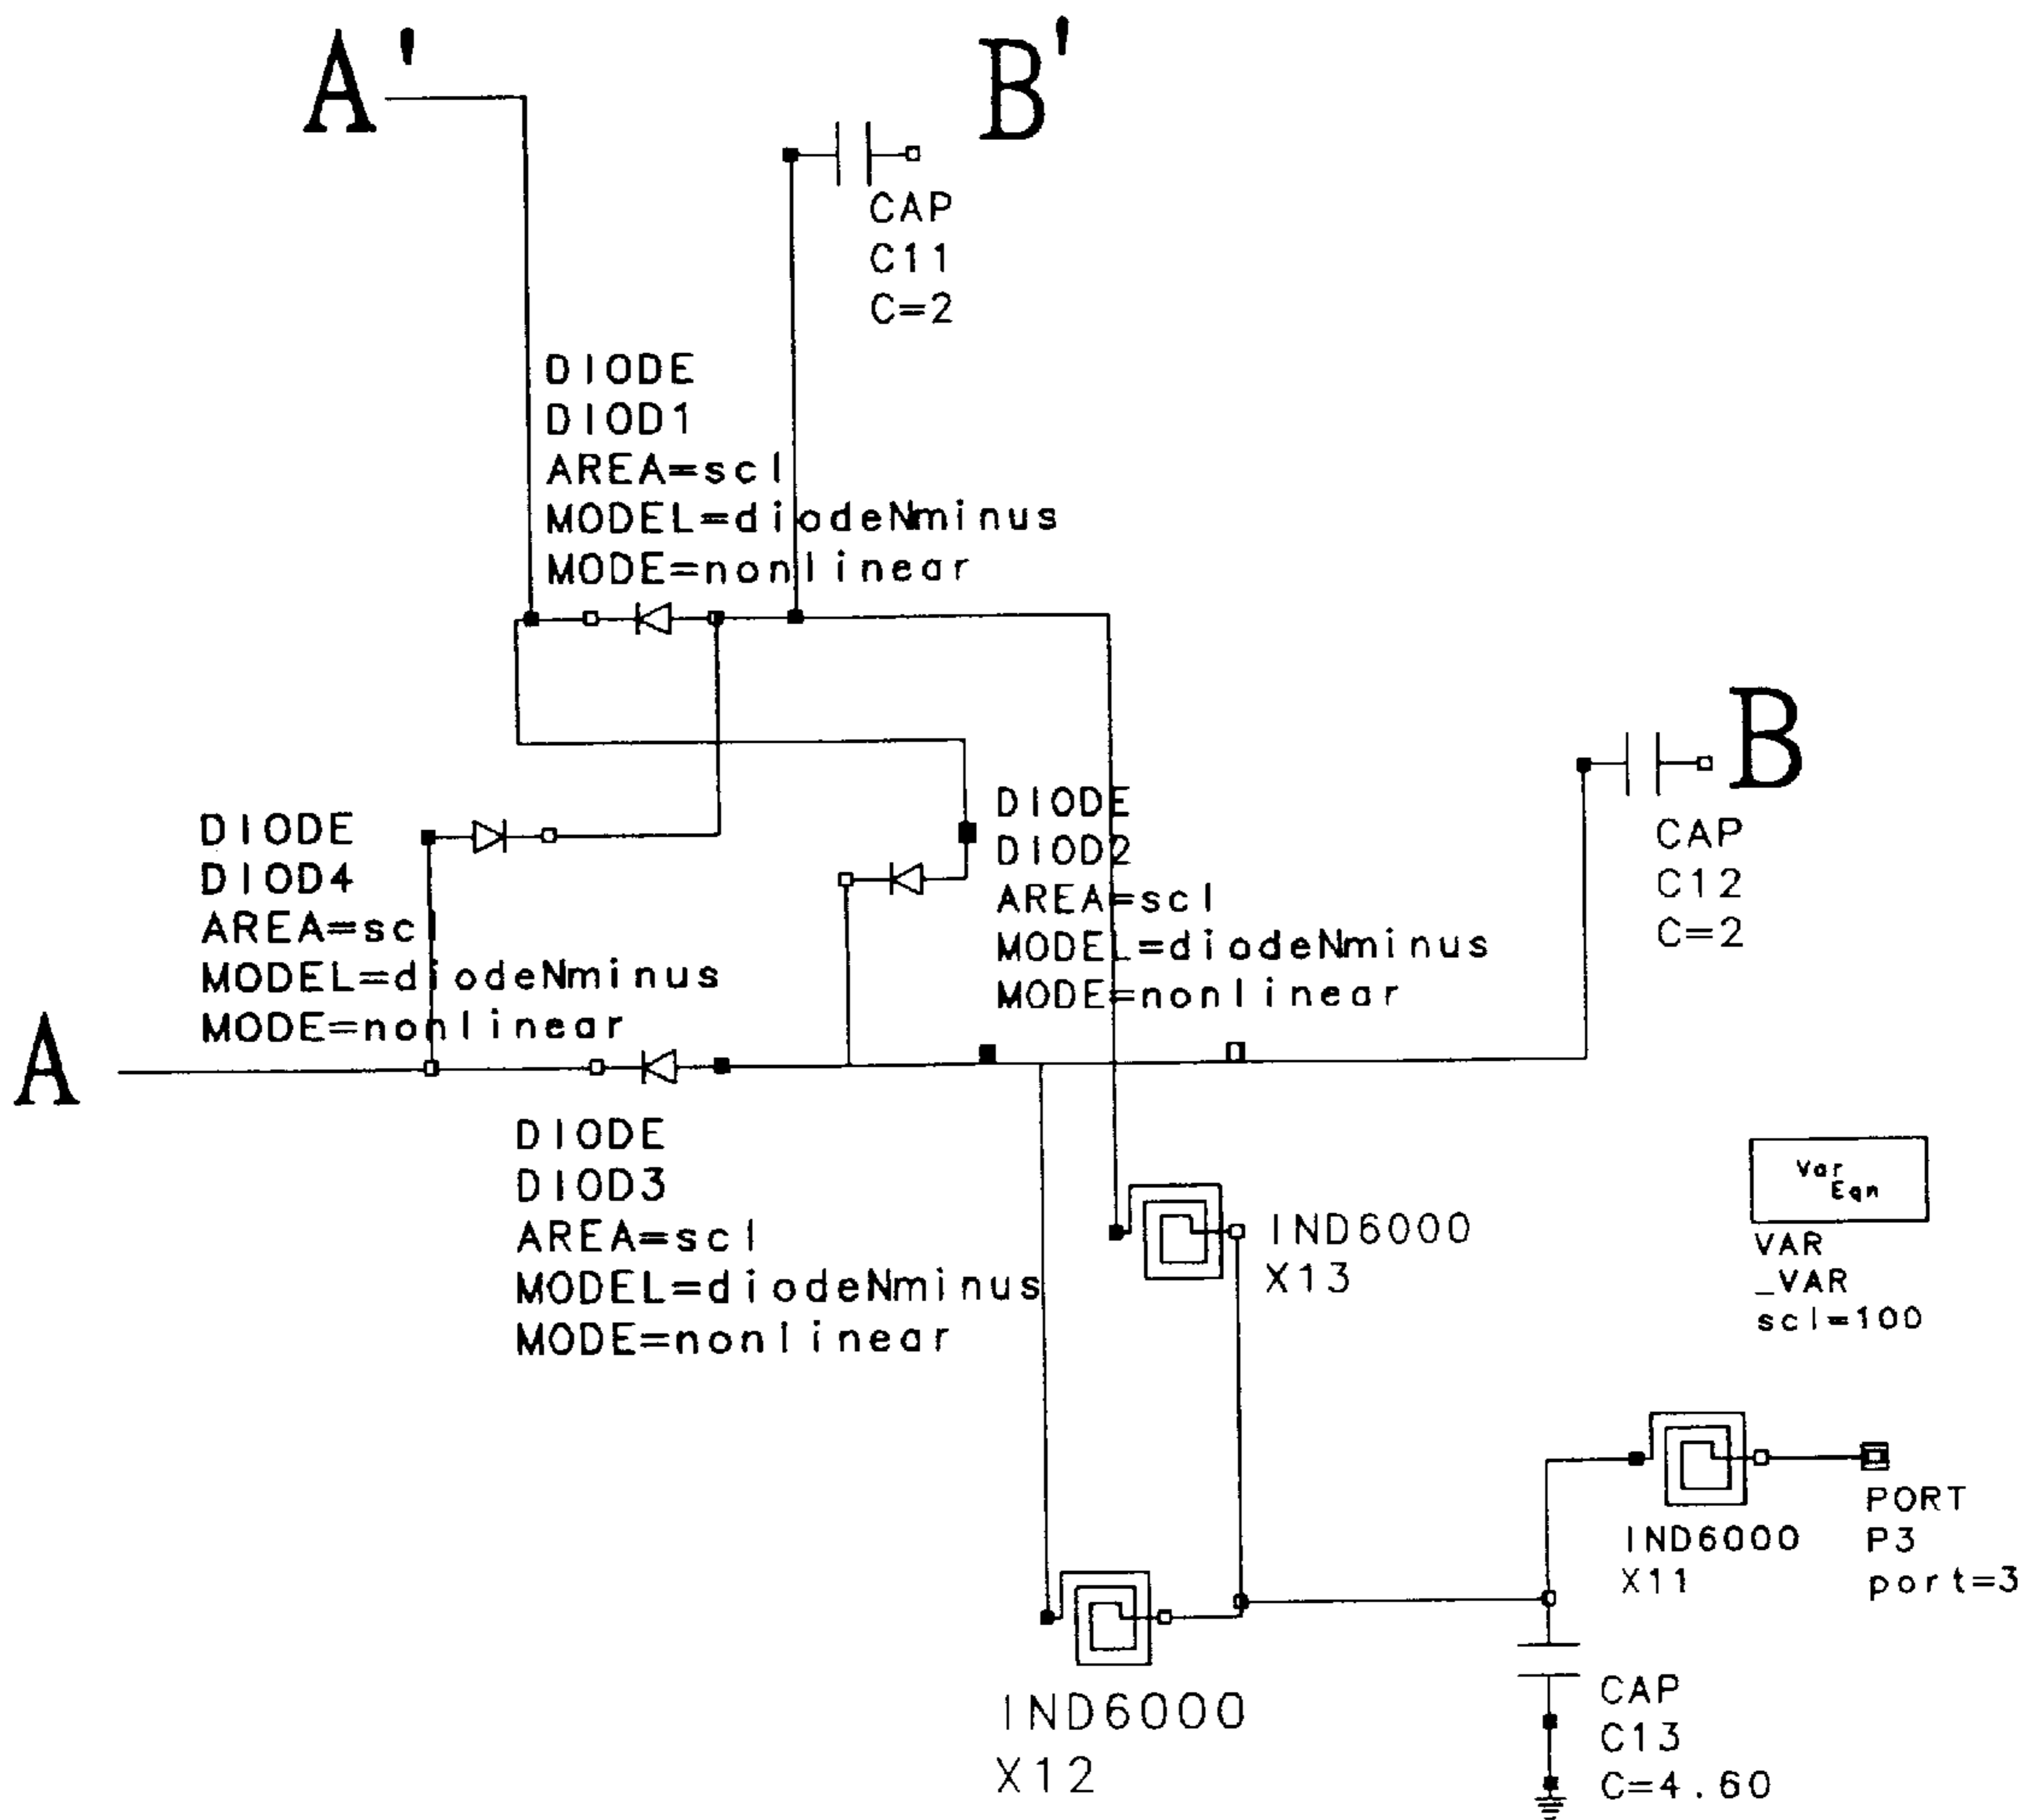 A'
B'
CAP
C11
C=2
DIODE
DIOD1
AREA=scl
MODEL=diodeNminus
MODE=nonlinear
B
DIODE
DIOD2
AREA=scl
MODEL=diodeNminus
MODE=nonlinear
CAP
C12
C=2
DIODE
DIOD4
AREA=scl
MODEL=diodeNminus
MODE=nonlinear
A
DIODE
DIOD3
AREA=scl
MODEL=diodeNminus
MODE=nonlinear
Var
Eqn
VAR
_VAR
scl=100
IND6000
X13
IND6000
X11
PORT
P3
port=3
IND6000
X12
CAP
C13
C=4.60